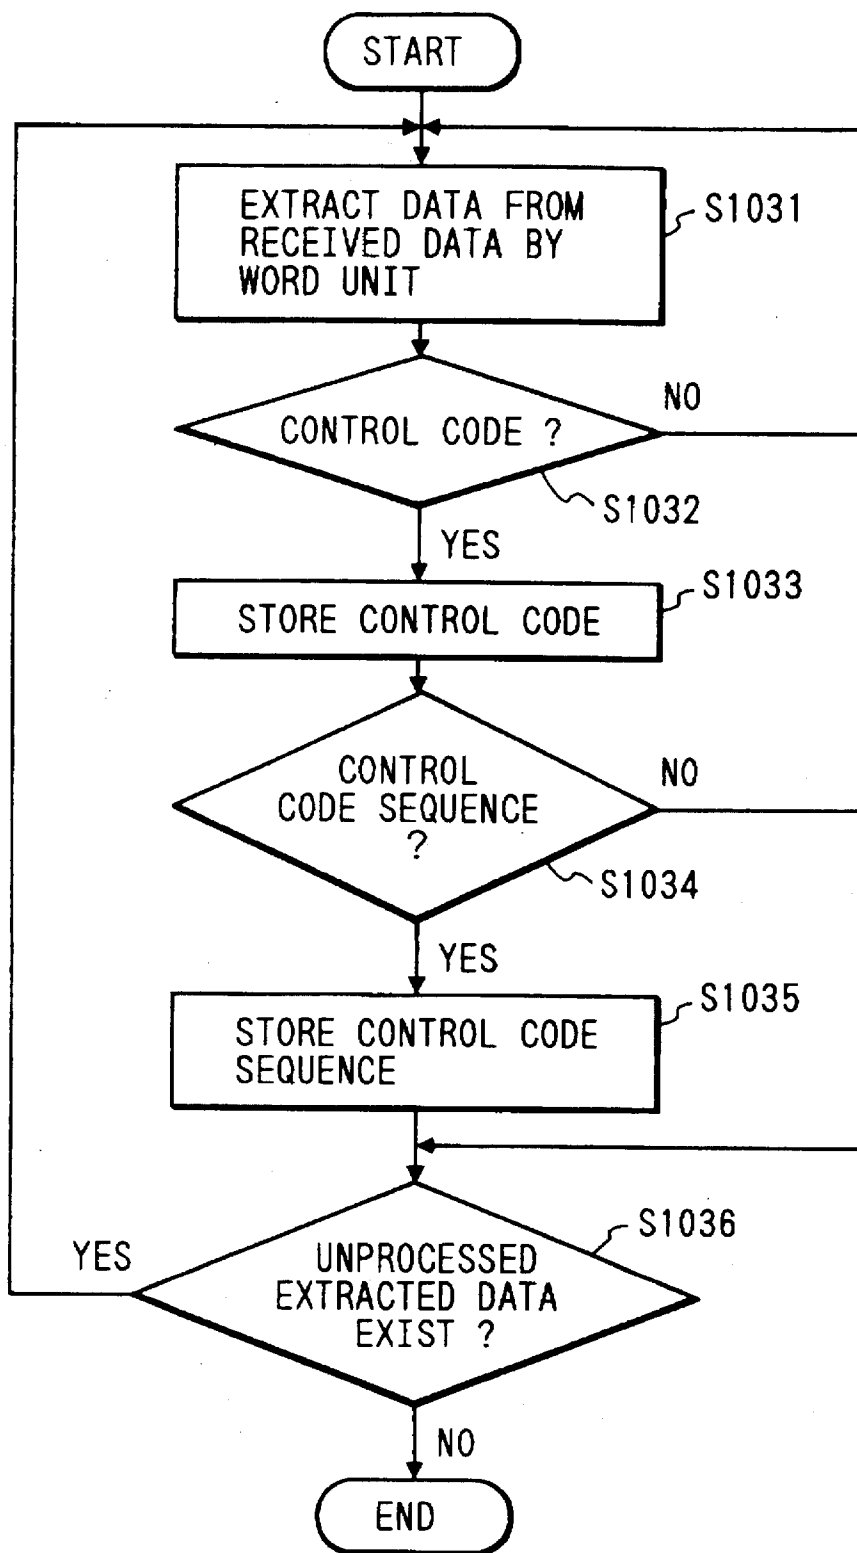 START
EXTRACT DATA FROM
RECEIVED DATA BY
WORD UNIT
S1031
CONTROL CODE ?
NO
S1032
YES
STORE CONTROL CODE
S1033
CONTROL
CODE SEQUENCE
?
NO
S1034
YES
STORE CONTROL CODE
SEQUENCE
S1035
UNPROCESSED
EXTRACTED DATA
EXIST ?
S1036
YES
NO
END